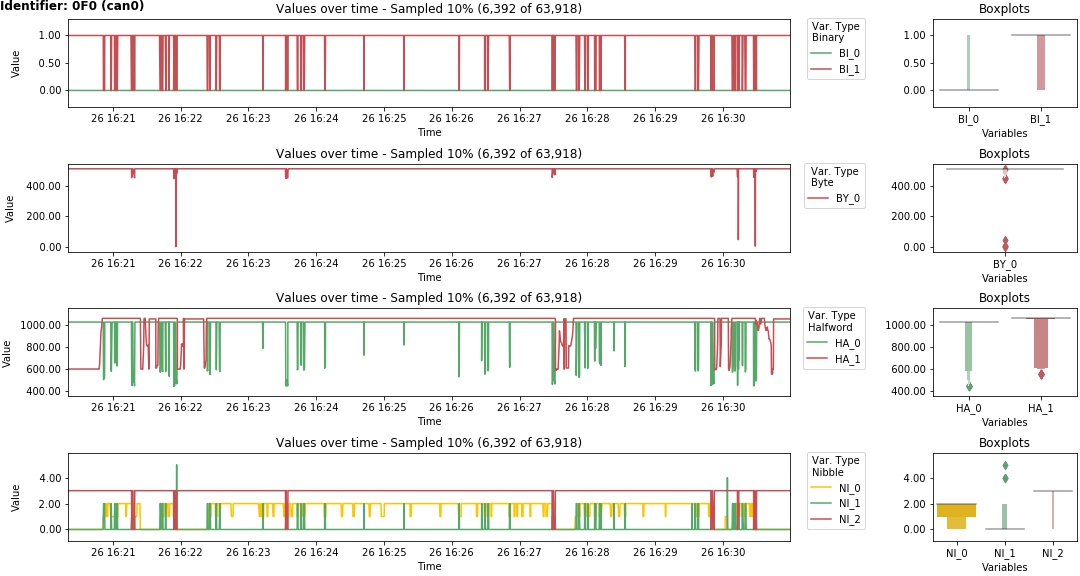 Identifier: 0F0 (can0)
Values over time - Sampled 10% (6,392 of 63,918)
Boxplots
Value
1.00
0.50
0.00
26 16:21 26 16:22 26 16:23 26 16:24 26 16:25 26 16:26 26 16:27 26 16:28 26 16:29 26 16:30
Time
Var. Type
Binary
BI_0
BI_1
1.00
0.50
0.00
BI_0 BI_1
Variables
Values over time - Sampled 10% (6,392 of 63,918)
Boxplots
Value
400.00
200.00
0.00
26 16:21 26 16:22 26 16:23 26 16:24 26 16:25 26 16:26 26 16:27 26 16:28 26 16:29 26 16:30
Time
Var. Type
Byte
BY_0
400.00
200.00
0.00
BY_0
Variables
Values over time - Sampled 10% (6,392 of 63,918)
Boxplots
Value
1000.00
800.00
600.00
400.00
26 16:21 26 16:22 26 16:23 26 16:24 26 16:25 26 16:26 26 16:27 26 16:28 26 16:29 26 16:30
Time
Var. Type
Halfword
HA_0
HA_1
1000.00
800.00
600.00
400.00
HA_0 HA_1
Variables
Values over time - Sampled 10% (6,392 of 63,918)
Boxplots
Value
4.00
2.00
0.00
26 16:21 26 16:22 26 16:23 26 16:24 26 16:25 26 16:26 26 16:27 26 16:28 26 16:29 26 16:30
Time
Var. Type
Nibble
NI_0
NI_1
NI_2
4.00
2.00
0.00
NI_0 NI_1 NI_2
Variables